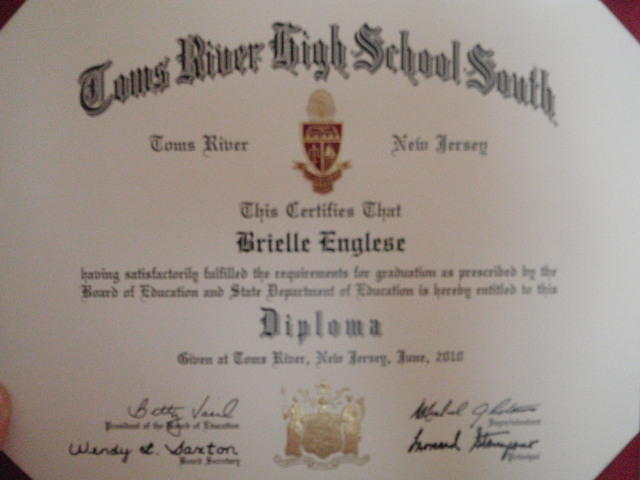 Toms River High School South
Toms River New Jersey
This Certifies That
Brielle Englese
having satisfactorily fulfilled the requirements for graduation as prescribed by the
Board of Education and State Department of Education is hereby entitled to this
Diploma
Given at Toms River, New Jersey, June, 2010
Betty Vasil
President of the Board of Education
Superintendent
Wendy L. Saxton
Board Secretary
Principal